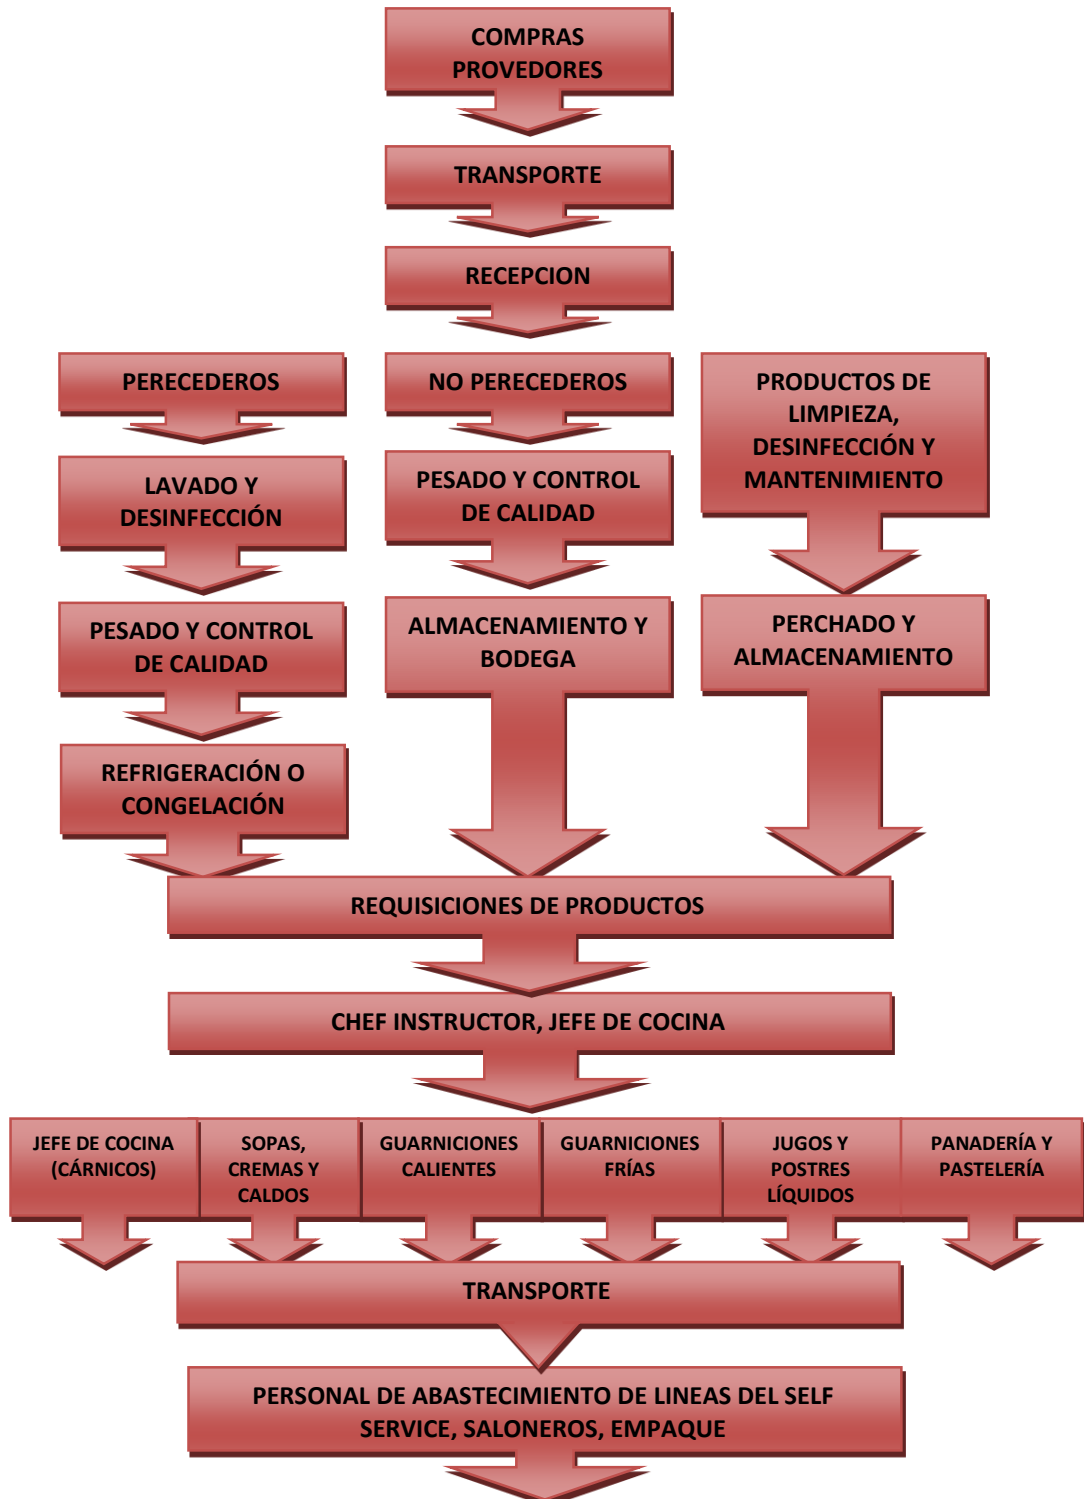 COMPRAS
PROVEDORES
TRANSPORTE
RECEPCION
PERECEDEROS
NO PERECEDEROS
PRODUCTOS DE
LIMPIEZA,
DESINFECCIÓN Y
MANTENIMIENTO
LAVADO Y
DESINFECCIÓN
PESADO Y CONTROL
DE CALIDAD
PESADO Y CONTROL
DE CALIDAD
ALMACENAMIENTO Y
BODEGA
PERCHADO Y
ALMACENAMIENTO
REFRIGERACIÓN O
CONGELACIÓN
REQUISICIONES DE PRODUCTOS
CHEF INSTRUCTOR, JEFE DE COCINA
JEFE DE COCINA
(CÁRNICOS)
SOPAS,
CREMAS Y
CALDOS
GUARNICIONES
CALIENTES
GUARNICIONES
FRÍAS
JUGOS Y
POSTRES
LÍQUIDOS
PANADERÍA Y
PASTELERÍA
TRANSPORTE
PERSONAL DE ABASTECIMIENTO DE LINEAS DEL SELF
SERVICE, SALONEROS, EMPAQUE